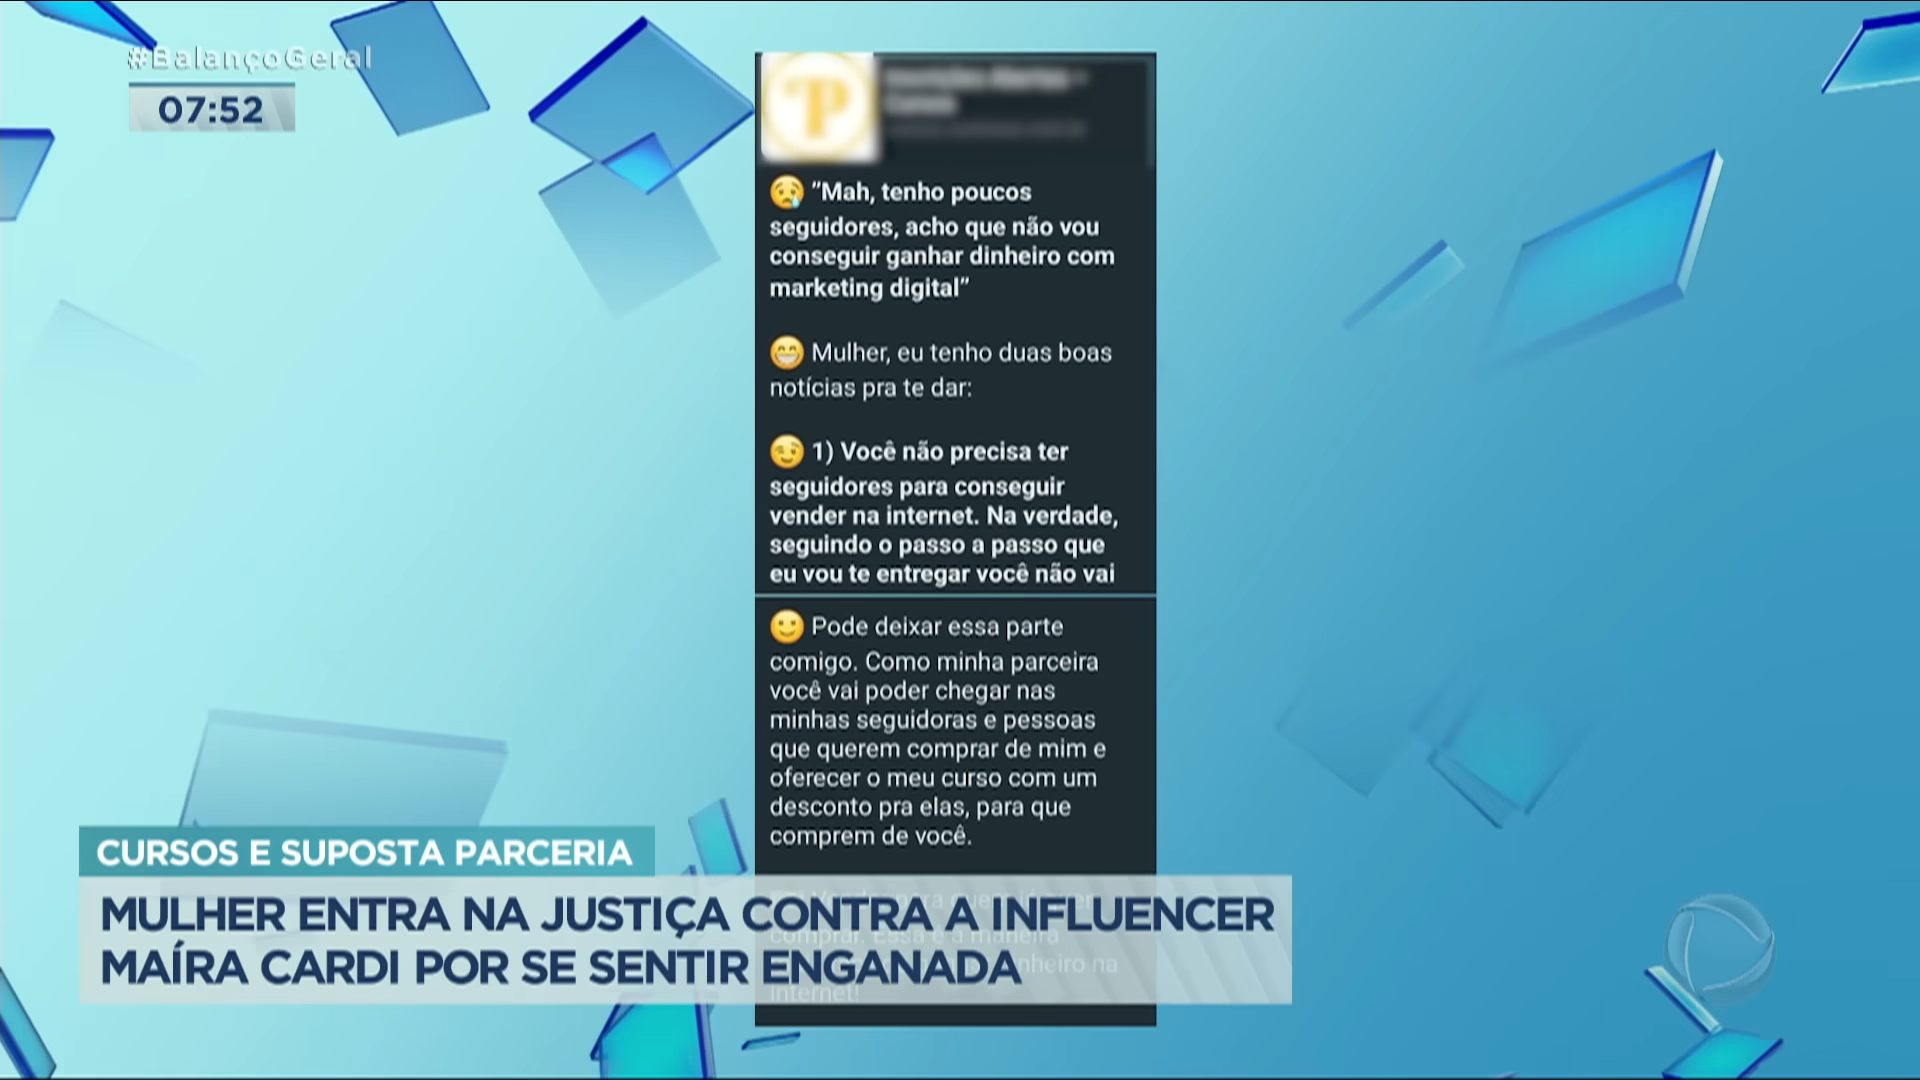 #BalançoGeral
07:52
"Mah, tenho poucos
seguidores, acho que não vou
conseguir ganhar dinheiro com
marketing digital"
Mulher, eu tenho duas boas
notícias pra te dar:
1) Você não precisa ter
seguidores para conseguir
vender na internet. Na verdade,
seguindo o passo a passo que
eu vou te entregar você não vai
Pode deixar essa parte
comigo. Como minha parceira
você vai poder chegar nas
minhas seguidoras e pessoas
que querem comprar de mim e
oferecer o meu curso com um
desconto pra elas, para que
comprem de você.
CURSOS E SUPOSTA PARCERIA
MULHER ENTRA NA JUSTIÇA CONTRA A INFLUENCER
MAÍRA CARDI POR SE SENTIR ENGANADA
internet!